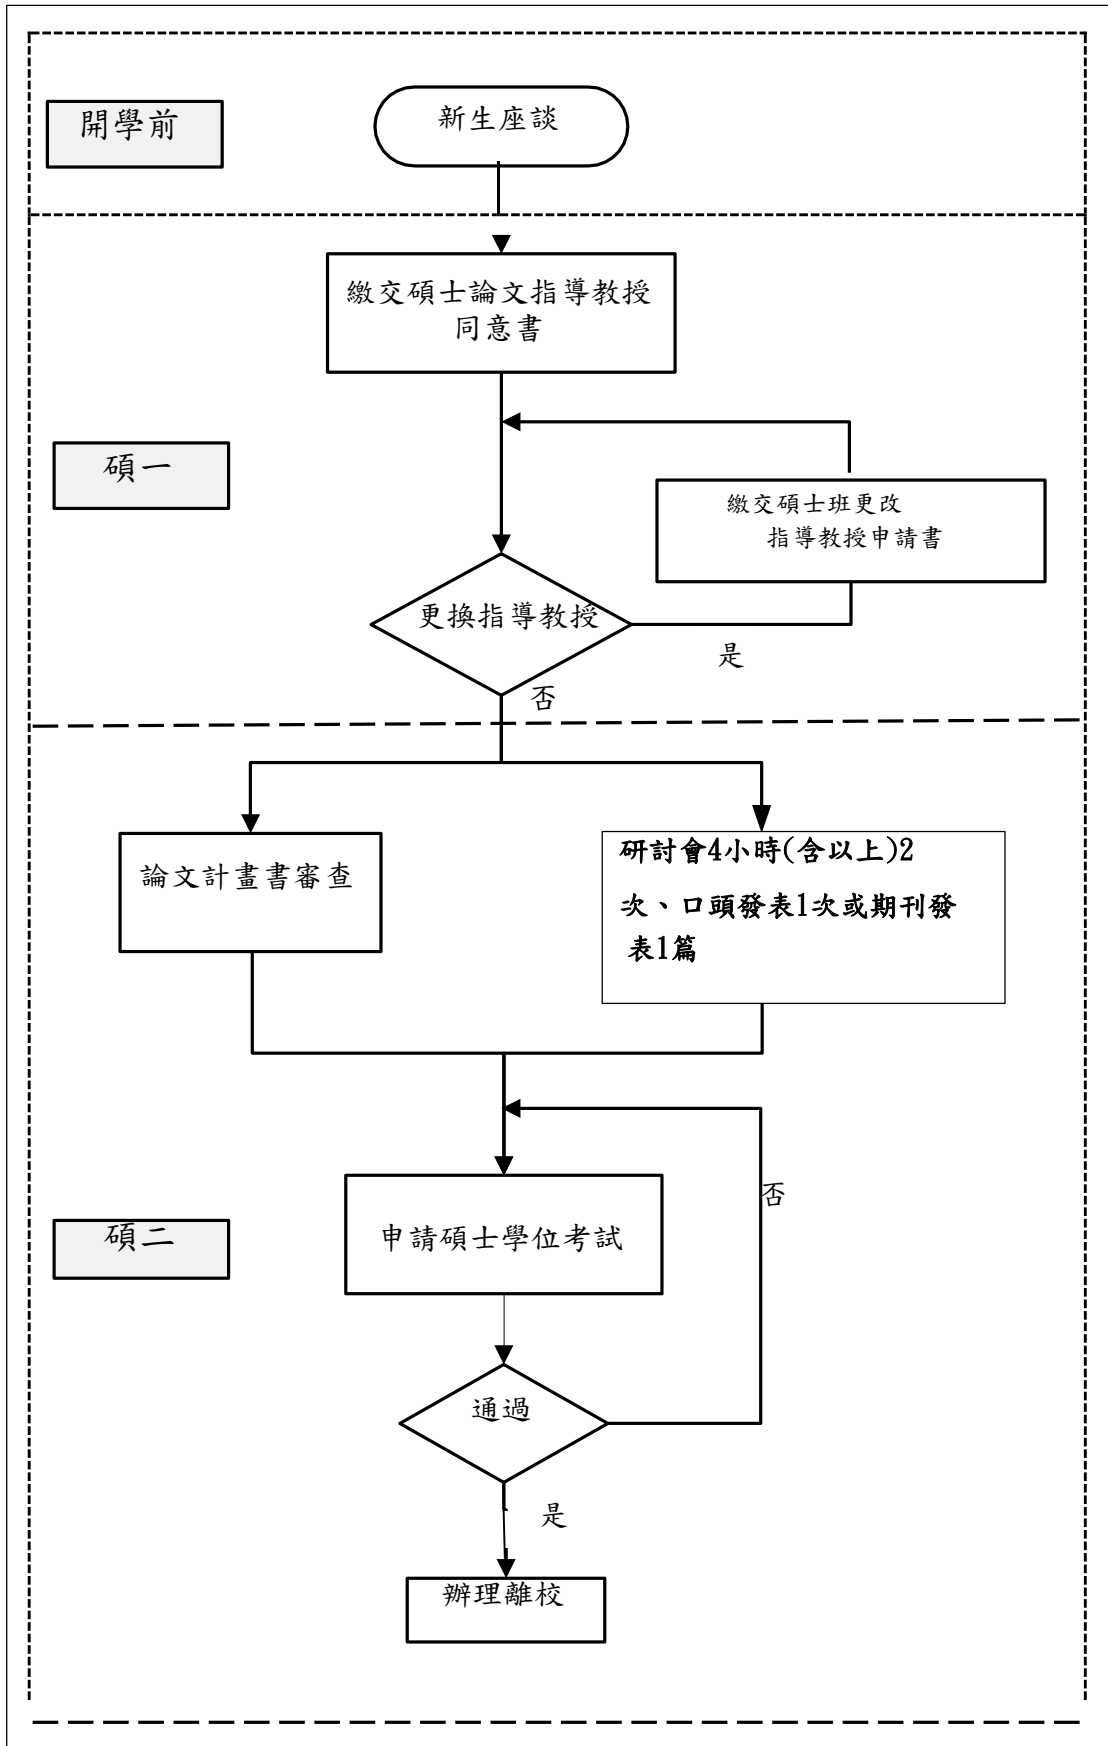 開學前
新生座談
繳交碩士論文指導教授
同意書
碩一
繳交碩士班更改
指導教授申請書
更換指導教授
是
否
論文計畫書審查
研討會4小時(含以上)2
次、口頭發表1次或期刊發
表1篇
否
碩二
申請碩士學位考試
通過
是
辦理離校